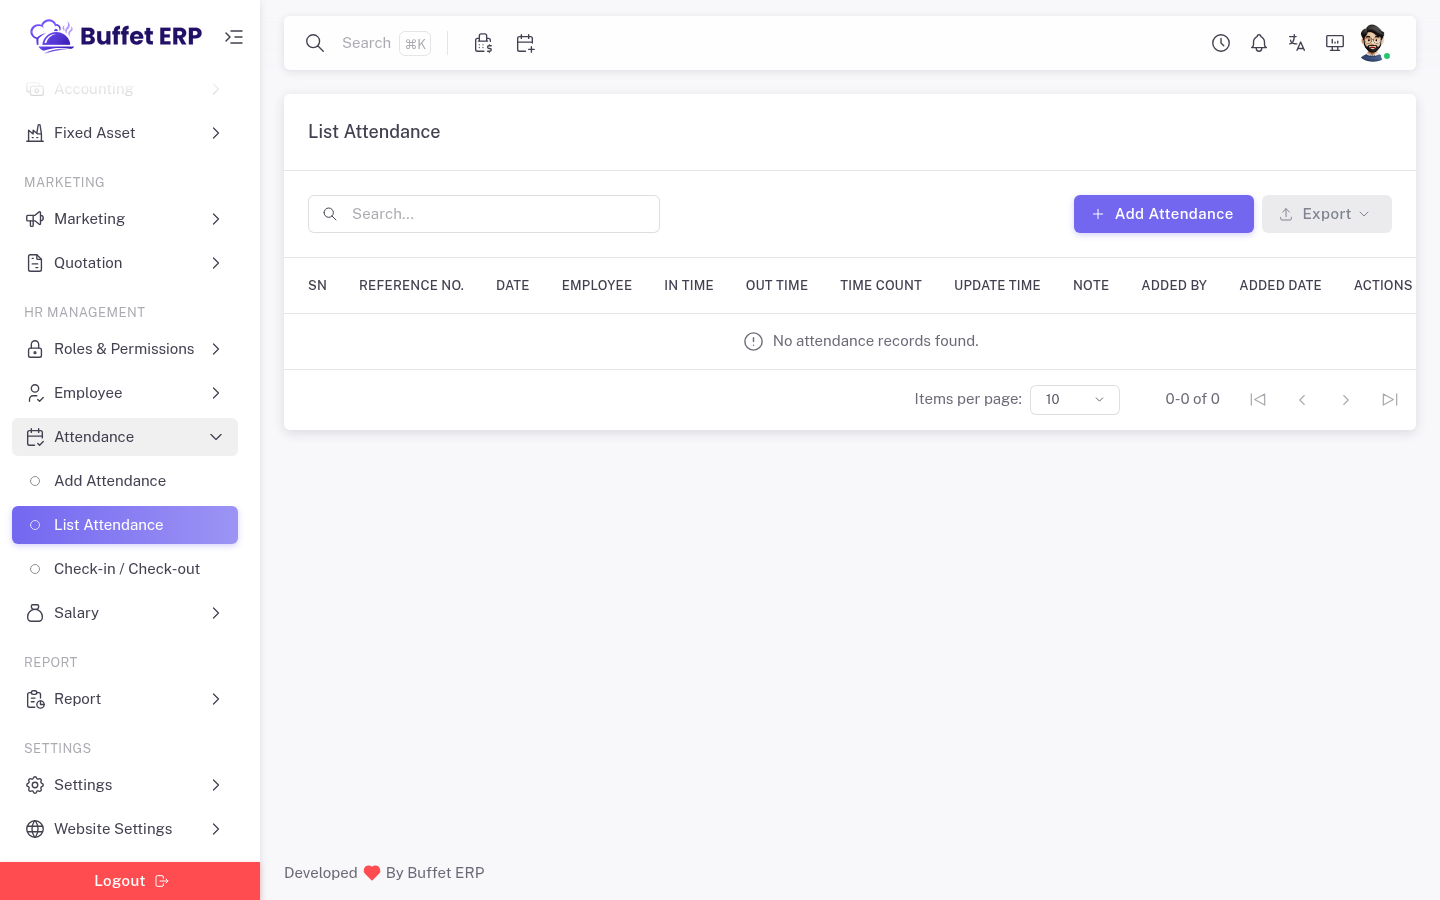 Buffet ERP
Accounting
Fixed Asset
MARKETING
Marketing
Quotation
HR MANAGEMENT
Roles & Permissions
Employee
Attendance
Add Attendance
List Attendance
Check-in / Check-out
Salary
REPORT
Report
SETTINGS
Settings
Website Settings
Logout
Search ⌘K
List Attendance
Search...
Add Attendance
Export
SN REFERENCE NO. DATE EMPLOYEE IN TIME OUT TIME TIME COUNT UPDATE TIME NOTE ADDED BY ADDED DATE ACTIONS
No attendance records found.
Items per page: 10 0-0 of 0
Developed By Buffet ERP